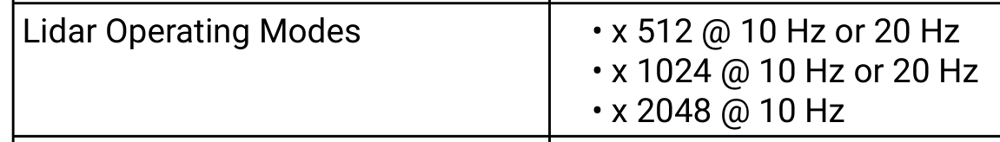 Lidar Operating Modes
• x 512 @ 10 Hz or 20 Hz
• x 1024 @ 10 Hz or 20 Hz
• x 2048 @ 10 Hz